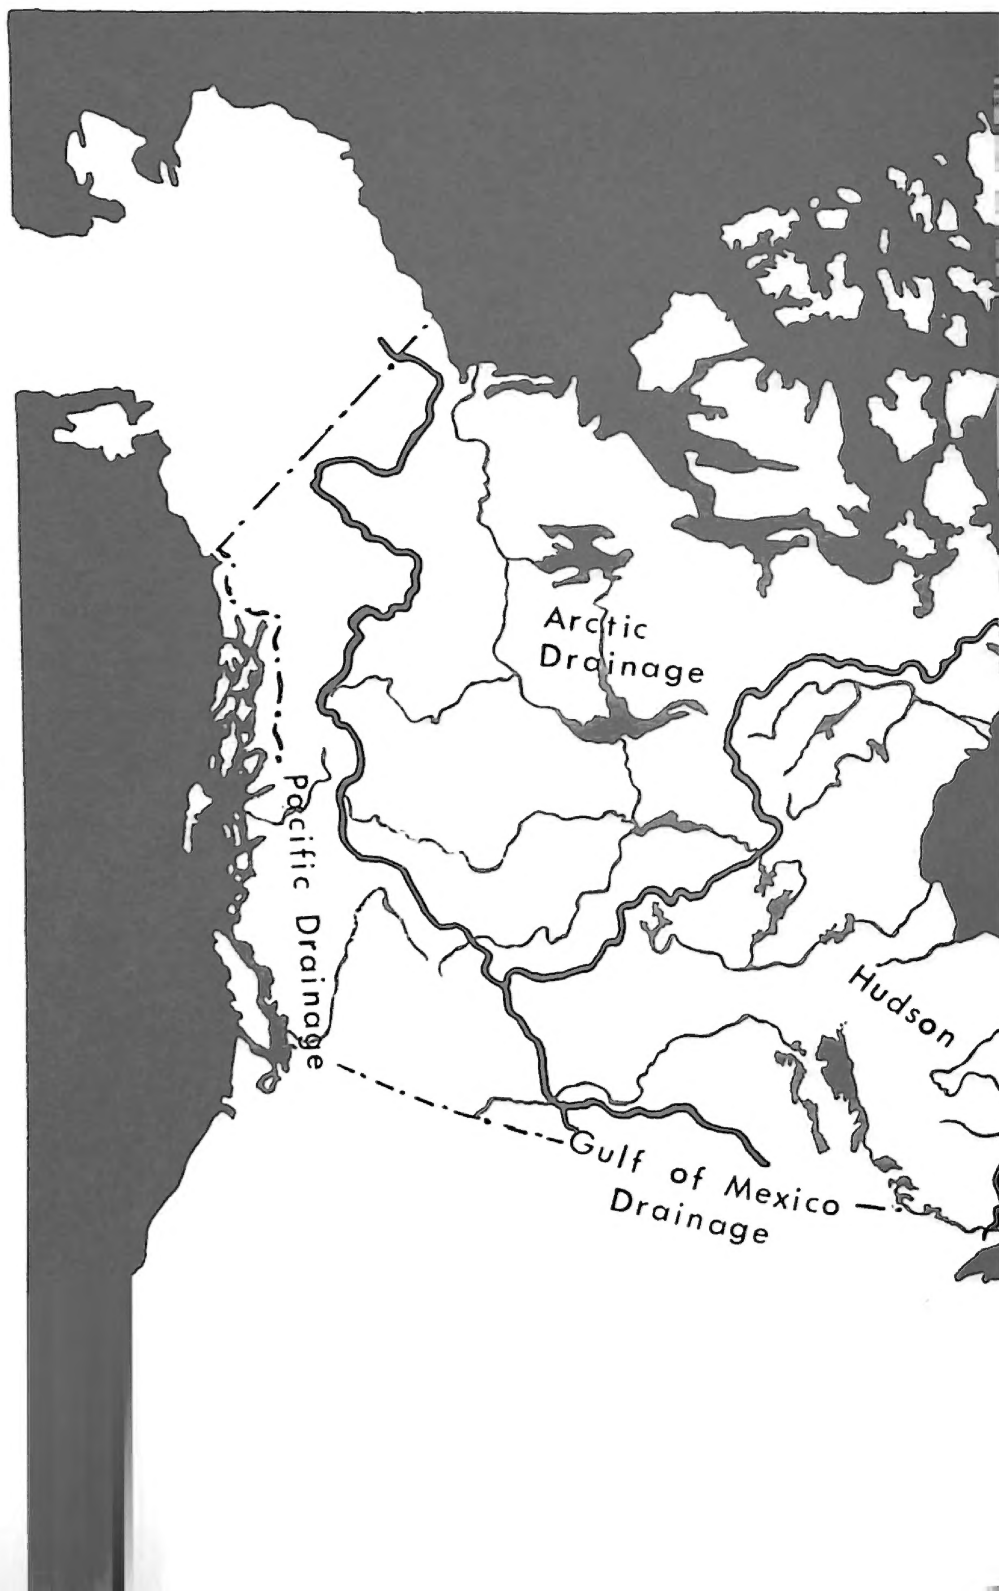 Arctic
Drainage
Pacific Drainage
Hudson
Gulf of Mexico
Drainage